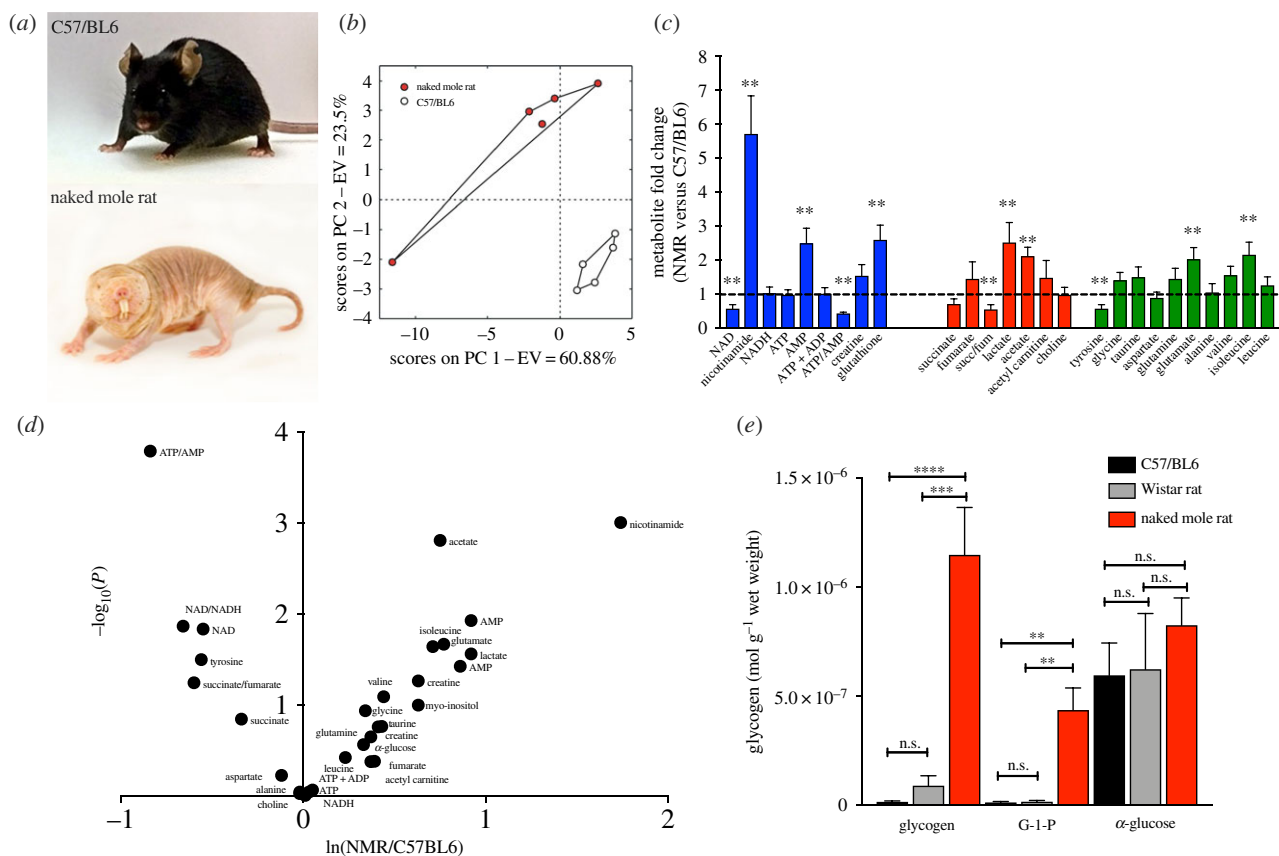 (a)
C57/BL6
naked mole rat
(b)
scores on PC 2 – EV = 23.5%
4
3
2
1
0
−1
−2
−3
−4
naked mole rat
C57/BL6
−10
−5
0
5
scores on PC 1 – EV = 60.88%
(c)
metabolite fold change
(NMR versus C57/BL6)
8
7
6
5
4
3
2
1
0
**
**
**
**
**
**
**
**
**
**
**
NAD
nicotinamide
NADH
ATP
AMP
ATP + ADP
ATP/AMP
creatine
glutathione
succinate
fumarate
succ/fum
lactate
acetate
acetyl carnitine
choline
tyrosine
glycine
taurine
aspartate
glutamine
glutamate
alanine
valine
isoleucine
leucine
(d)
−log10(P)
4
3
2
1
ATP/AMP
nicotinamide
acetate
NAD/NADH
NAD
AMP
isoleucine
glutamate
lactate
tyrosine
AMP
succinate/fumarate
creatine
valine
myo-inositol
glycine
succinate
taurine
glutamine
creatine
α-glucose
leucine
fumarate
aspartate
ATP + ADP
acetyl carnitine
alanine
ATP
choline
NADH
−1
0
1
2
ln(NMR/C57BL6)
(e)
C57/BL6
Wistar rat
naked mole rat
glycogen (mol g−1 wet weight)
1.5 × 10−6
1.0 × 10−6
5.0 × 10−7
0
****
***
n.s.
**
**
n.s.
n.s.
n.s.
n.s.
glycogen
G-1-P
α-glucose